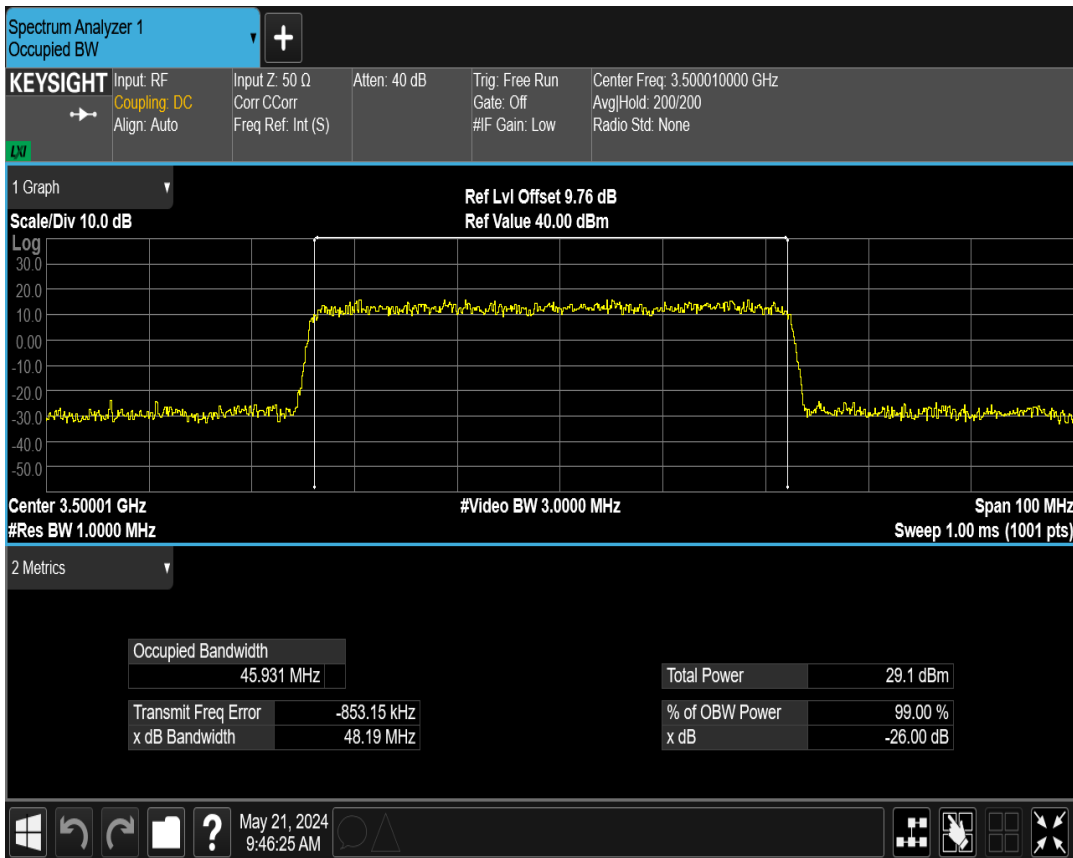 Spectrum Analyzer 1
Occupied BW
KEYSIGHT
LXI
Input: RF
Coupling: DC
Align: Auto
Input Z: 50 Ω
Corr CCorr
Freq Ref: Int (S)
Atten: 40 dB
Trig: Free Run
Gate: Off
#IF Gain: Low
Center Freq: 3.500010000 GHz
Avg|Hold: 200/200
Radio Std: None
1 Graph
Scale/Div 10.0 dB
Ref Lvl Offset 9.76 dB
Ref Value 40.00 dBm
Log
30.0
20.0
10.0
0.00
-10.0
-20.0
-30.0
-40.0
-50.0
Center 3.50001 GHz
#Res BW 1.0000 MHz
#Video BW 3.0000 MHz
Span 100 MHz
Sweep 1.00 ms (1001 pts)
2 Metrics
Occupied Bandwidth
45.931 MHz
Transmit Freq Error -853.15 kHz
x dB Bandwidth 48.19 MHz
Total Power 29.1 dBm
% of OBW Power 99.00 %
x dB -26.00 dB
?
May 21, 2024
9:46:25 AM